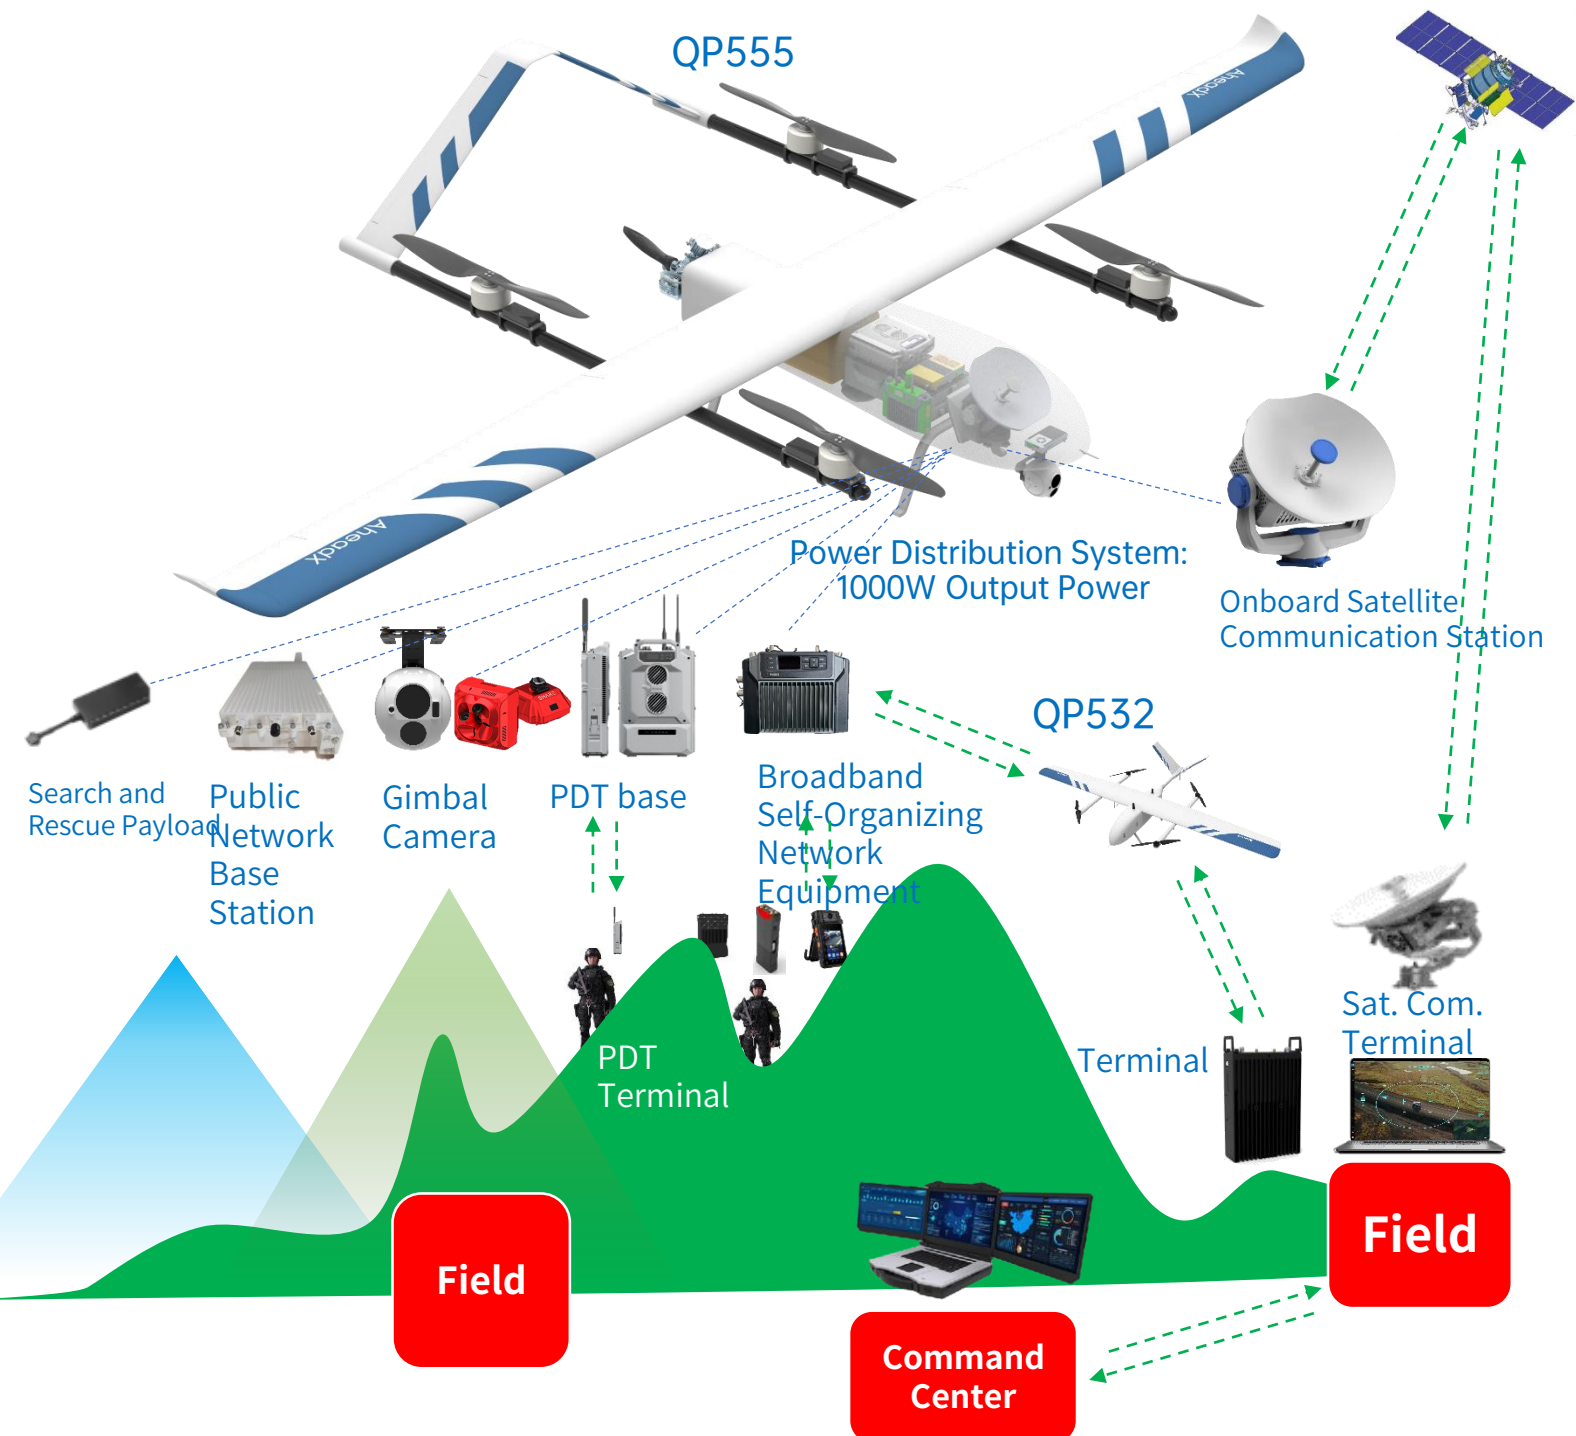 QP555
AheadX
AheadX
Power Distribution System:
1000W Output Power
Onboard Satellite
Communication Station
QP532
Search and
Rescue Payload
Public
Network
Base
Station
Gimbal
Camera
PDT base
Broadband
Self-Organizing
Network
Equipment
PDT
Terminal
Terminal
Sat. Com.
Terminal
Field
Field
Command
Center